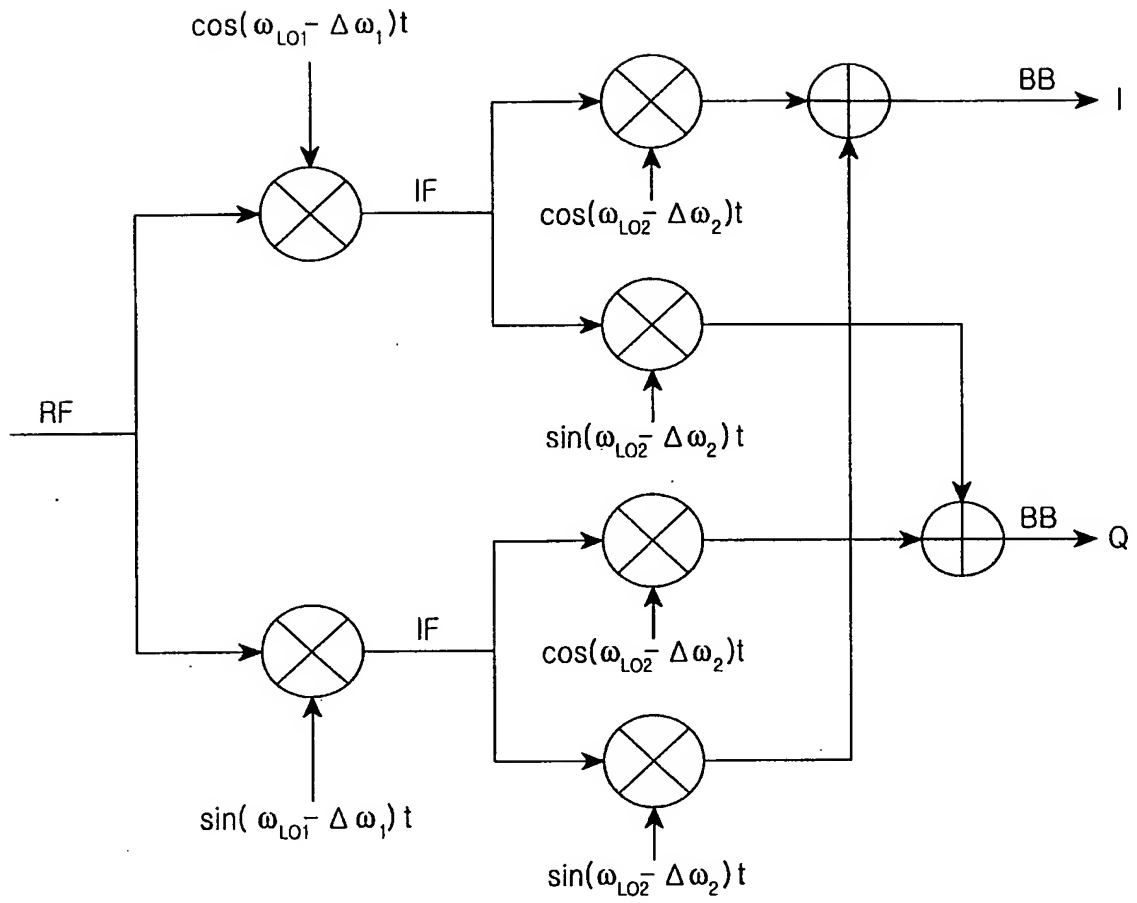 cos(ω_LO1 − Δω_1)t
BB
I
IF
cos(ω_LO2 − Δω_2)t
RF
sin(ω_LO2 − Δω_2)t
BB
Q
IF
cos(ω_LO2 − Δω_2)t
sin(ω_LO1 − Δω_1)t
sin(ω_LO2 − Δω_2)t